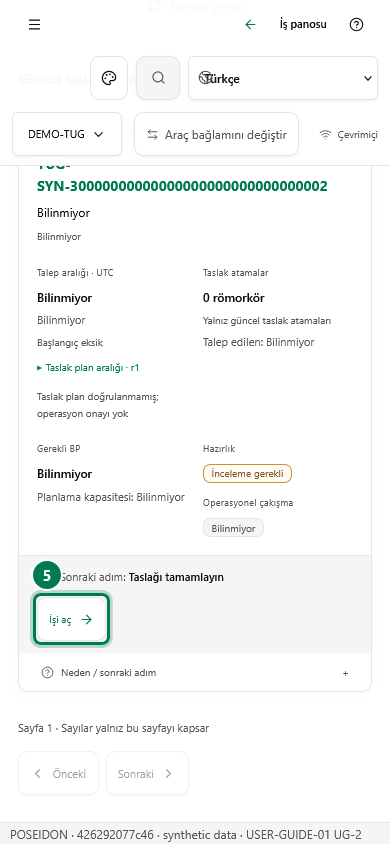 İş panosu
Türkçe
DEMO-TUG
Araç bağlamını değiştir
Çevrimiçi
TUG-
SYN-30000000000000000000000000000002
Bilinmiyor
Bilinmiyor
Talep aralığı · UTC
Bilinmiyor
Bilinmiyor
Başlangıç eksik
▸ Taslak plan aralığı · r1
Taslak plan doğrulanmamış;
operasyon onayı yok
Taslak atamalar
0 römorkör
Yalnız güncel taslak atamaları
Talep edilen: Bilinmiyor
Gerekli BP
Bilinmiyor
Planlama kapasitesi: Bilinmiyor
Hazırlık
İnceleme gerekli
Operasyonel çakışma
Bilinmiyor
5
Sonraki adım: Taslağı tamamlayın
İşi aç
Neden / sonraki adım
+
Sayfa 1 · Sayılar yalnız bu sayfayı kapsar
Önceki
Sonraki
POSEIDON · 426292077c46 · synthetic data · USER-GUIDE-01 UG-2